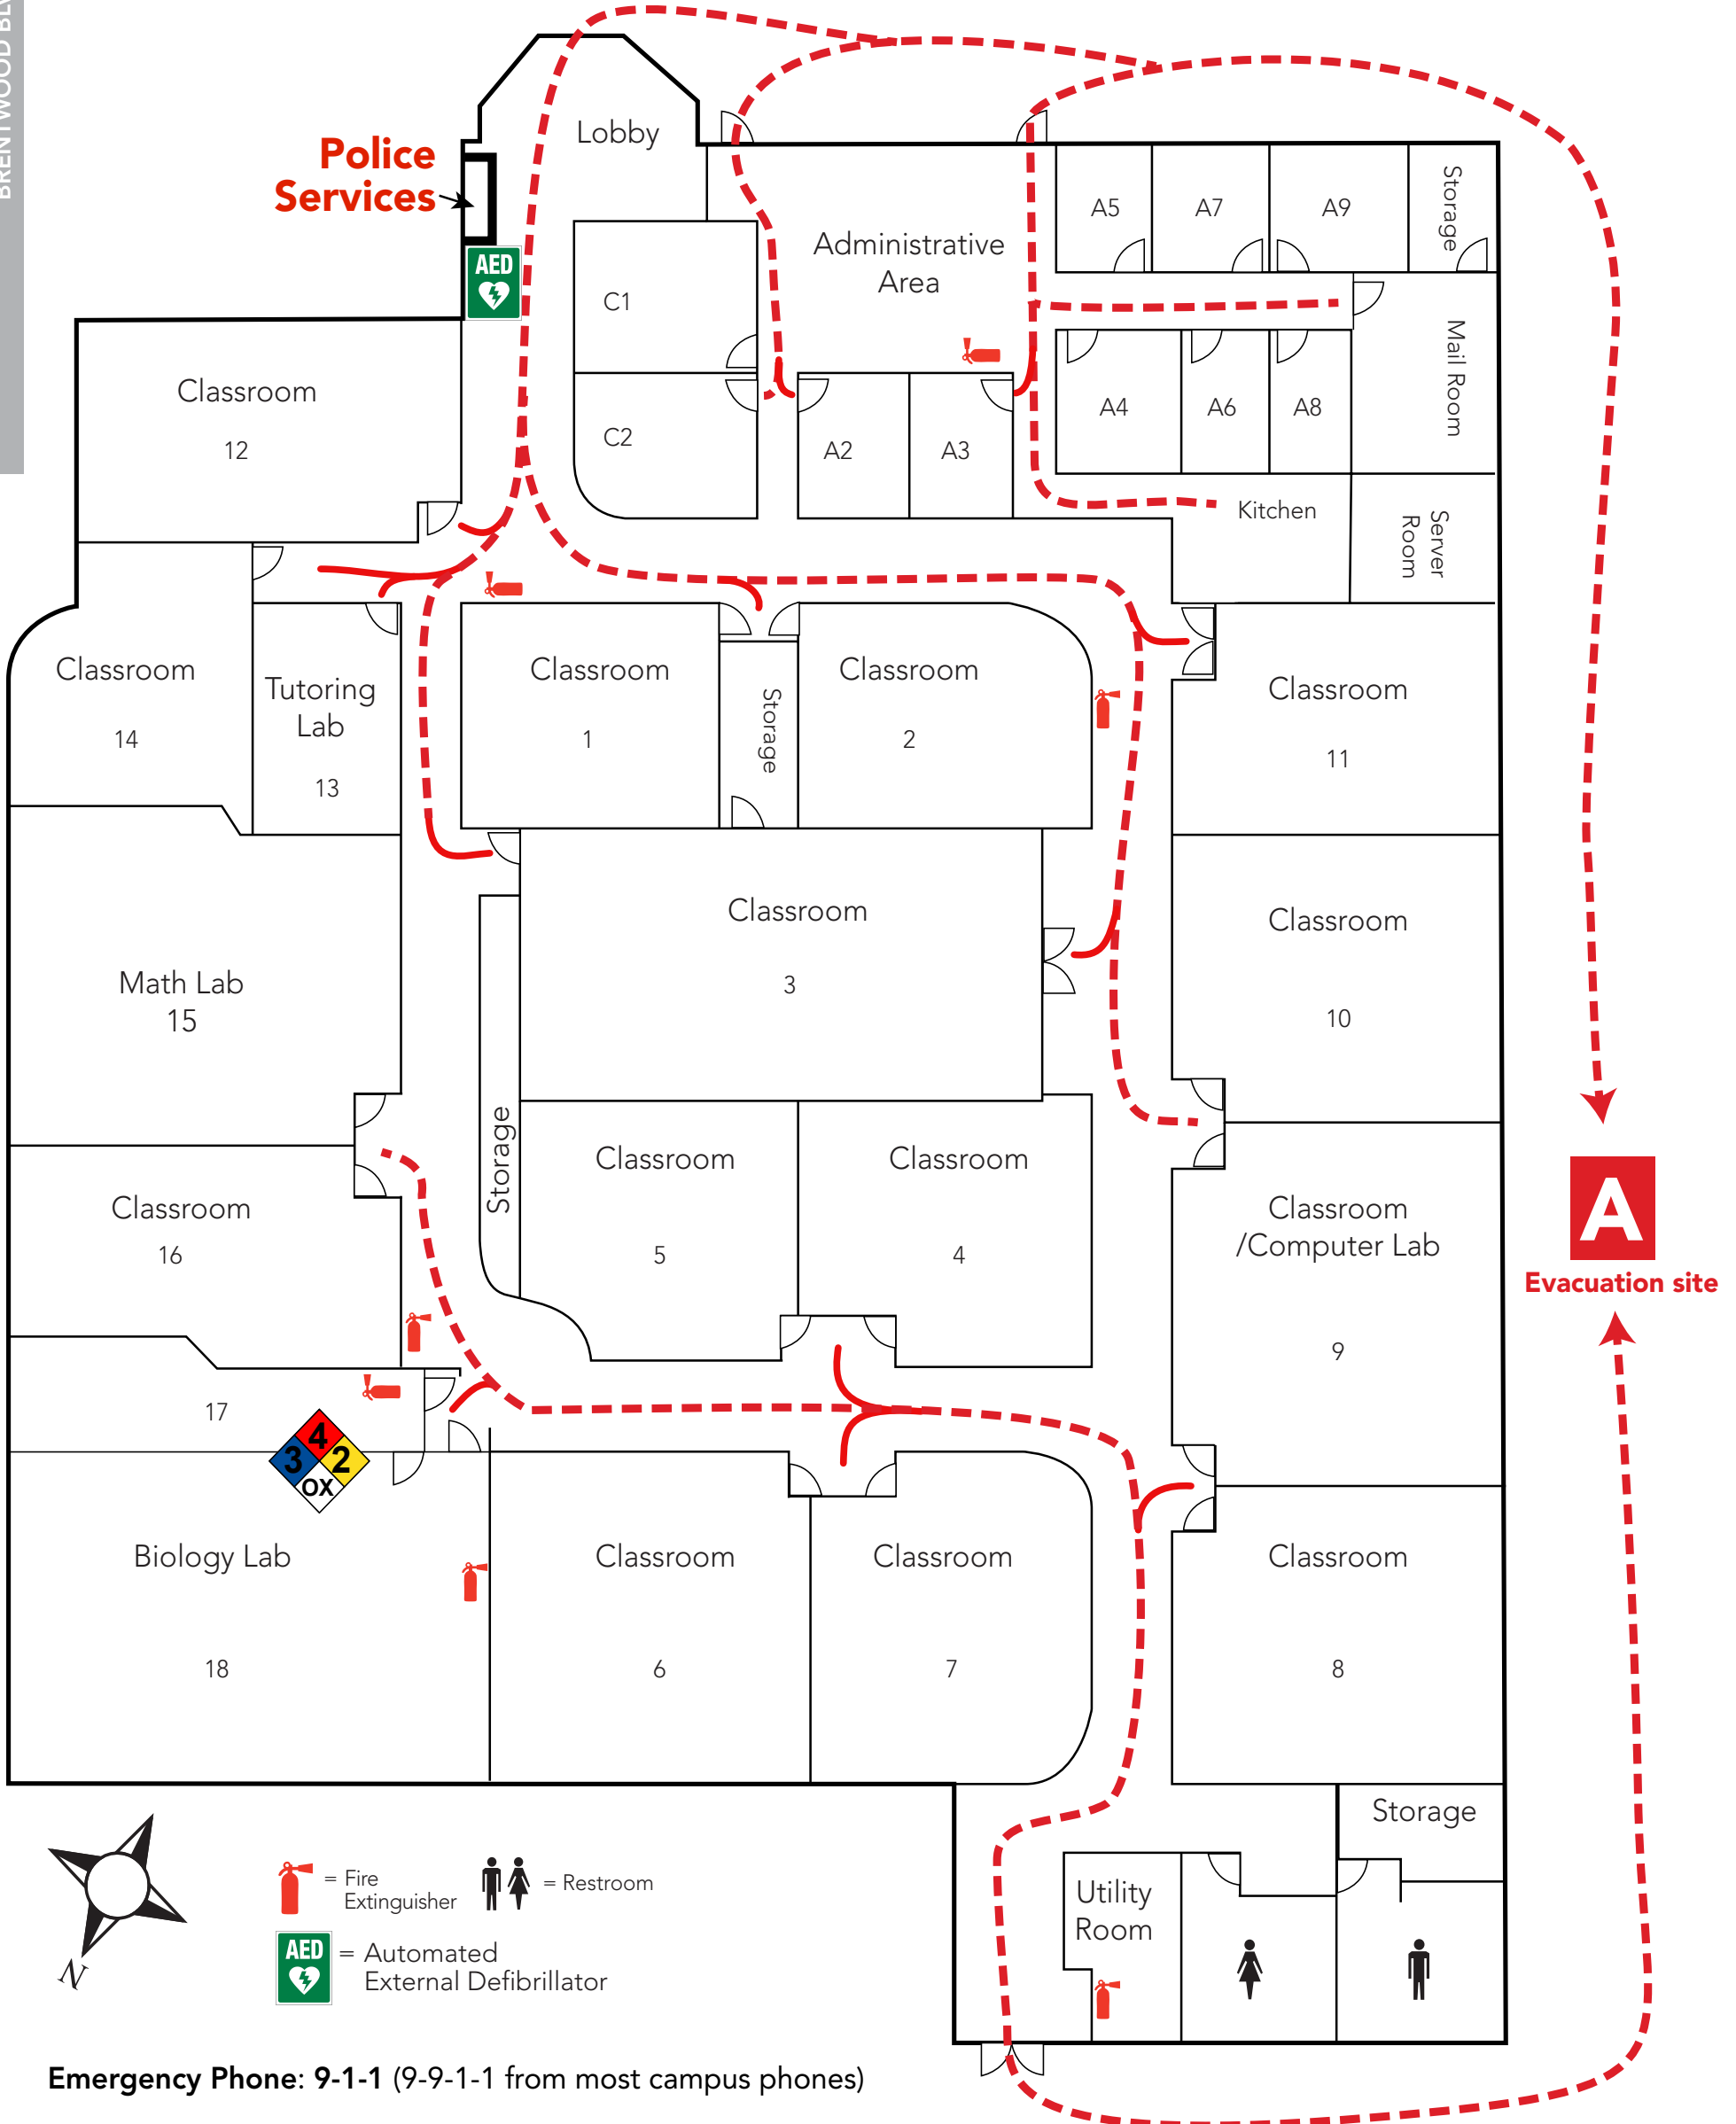 BRENTWOOD BLV
Lobby
Police
Services
AED
Administrative
Area
A5
A7
A9
Storage
C1
C2
A2
A3
A4
A6
A8
Mail Room
Kitchen
Server
Room
Classroom
12
Classroom
14
Tutoring
Lab
13
Classroom
1
Storage
Classroom
2
Classroom
11
Math Lab
15
Classroom
3
Classroom
10
Storage
Classroom
5
Classroom
4
Classroom
/Computer Lab
9
Classroom
16
A
Evacuation site
17
4
3
2
OX
Biology Lab
18
Classroom
6
Classroom
7
Classroom
8
Storage
Utility
Room
N
= Fire
Extinguisher
= Restroom
AED
= Automated
External Defibrillator
Emergency Phone: 9-1-1 (9-9-1-1 from most campus phones)